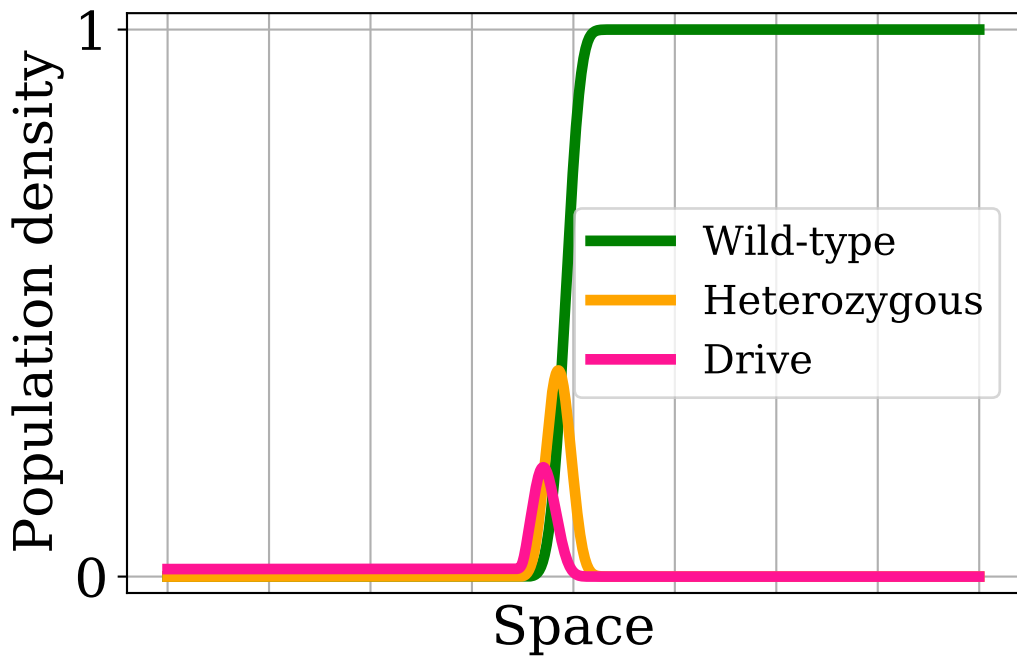 Population density
1
0
Wild-type
Heterozygous
Drive
Space